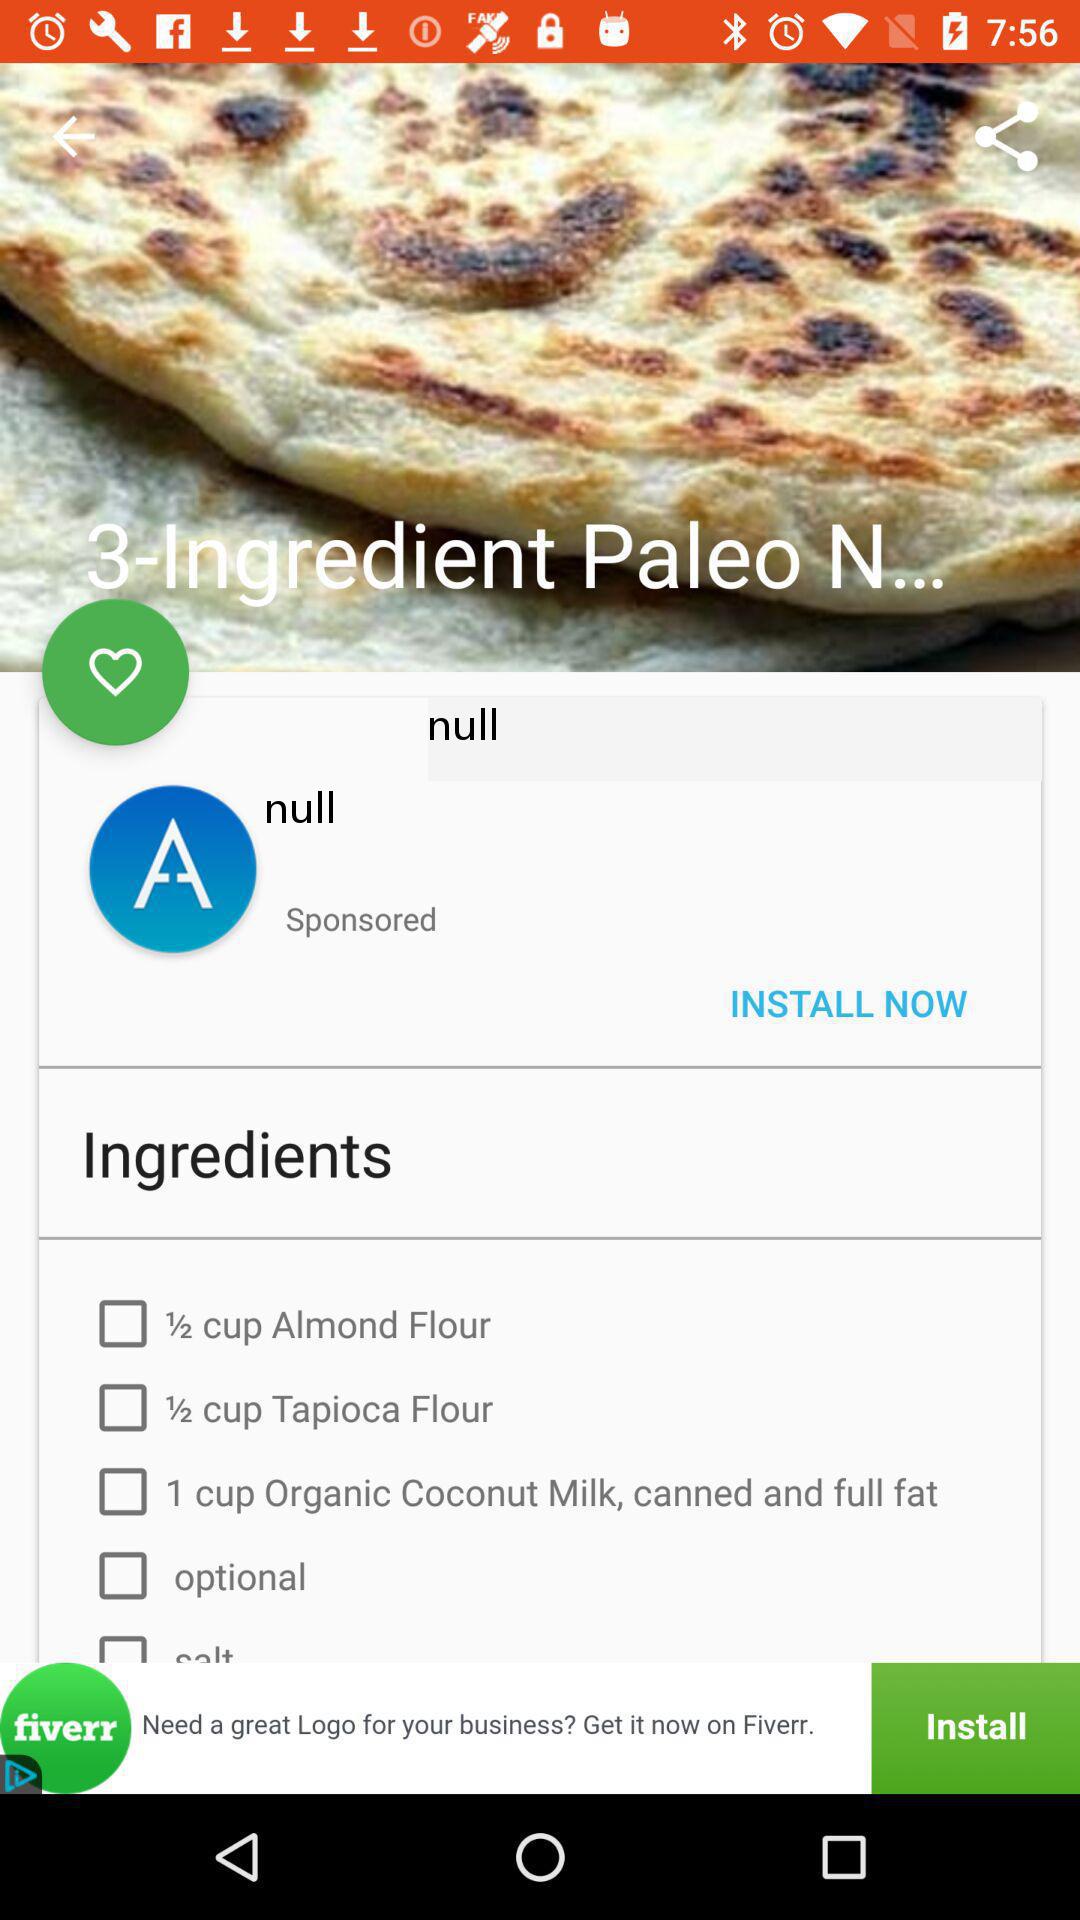 FAKE
7:56
3-Ingredient Paleo N...
null
null
Sponsored
INSTALL NOW
Ingredients
½ cup Almond Flour
½ cup Tapioca Flour
1 cup Organic Coconut Milk, canned and full fat
optional
salt
fiverr
Need a great Logo for your business? Get it now on Fiverr.
Install